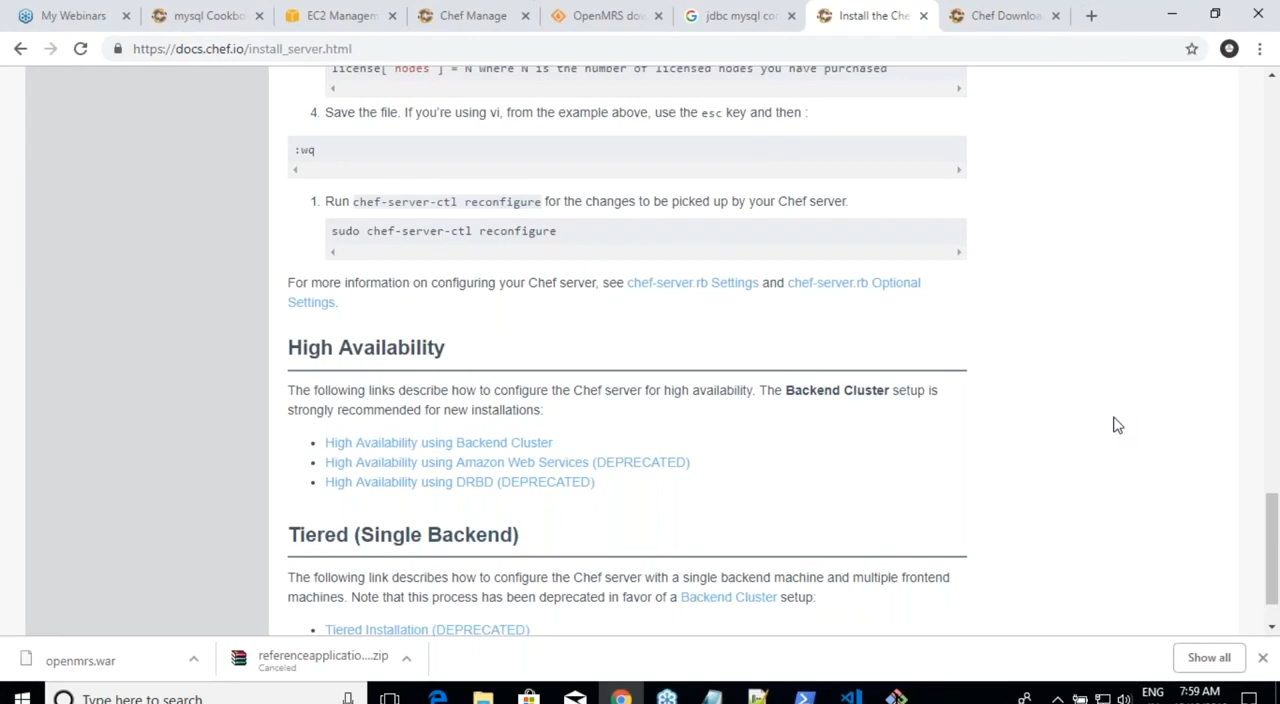 My Webinars
mysql Cookbo
EC2 Managem
Chef Manage
OpenMRS dow
jdbc mysql cor
Install the Che
Chef Downloa
https://docs.chef.io/install_server.html
license['nodes'] = N where N is the number of licensed nodes you have purchased
4. Save the file. If you're using vi, from the example above, use the esc key and then :
:wq
1. Run chef-server-ctl reconfigure for the changes to be picked up by your Chef server.
sudo chef-server-ctl reconfigure
For more information on configuring your Chef server, see chef-server.rb Settings and chef-server.rb Optional
Settings.
High Availability
The following links describe how to configure the Chef server for high availability. The Backend Cluster setup is
strongly recommended for new installations:
• High Availability using Backend Cluster
• High Availability using Amazon Web Services (DEPRECATED)
• High Availability using DRBD (DEPRECATED)
Tiered (Single Backend)
The following link describes how to configure the Chef server with a single backend machine and multiple frontend
machines. Note that this process has been deprecated in favor of a Backend Cluster setup:
• Tiered Installation (DEPRECATED)
openmrs.war
referenceapplicatio....zip
Canceled
Show all
Type here to search
ENG
7:59 AM